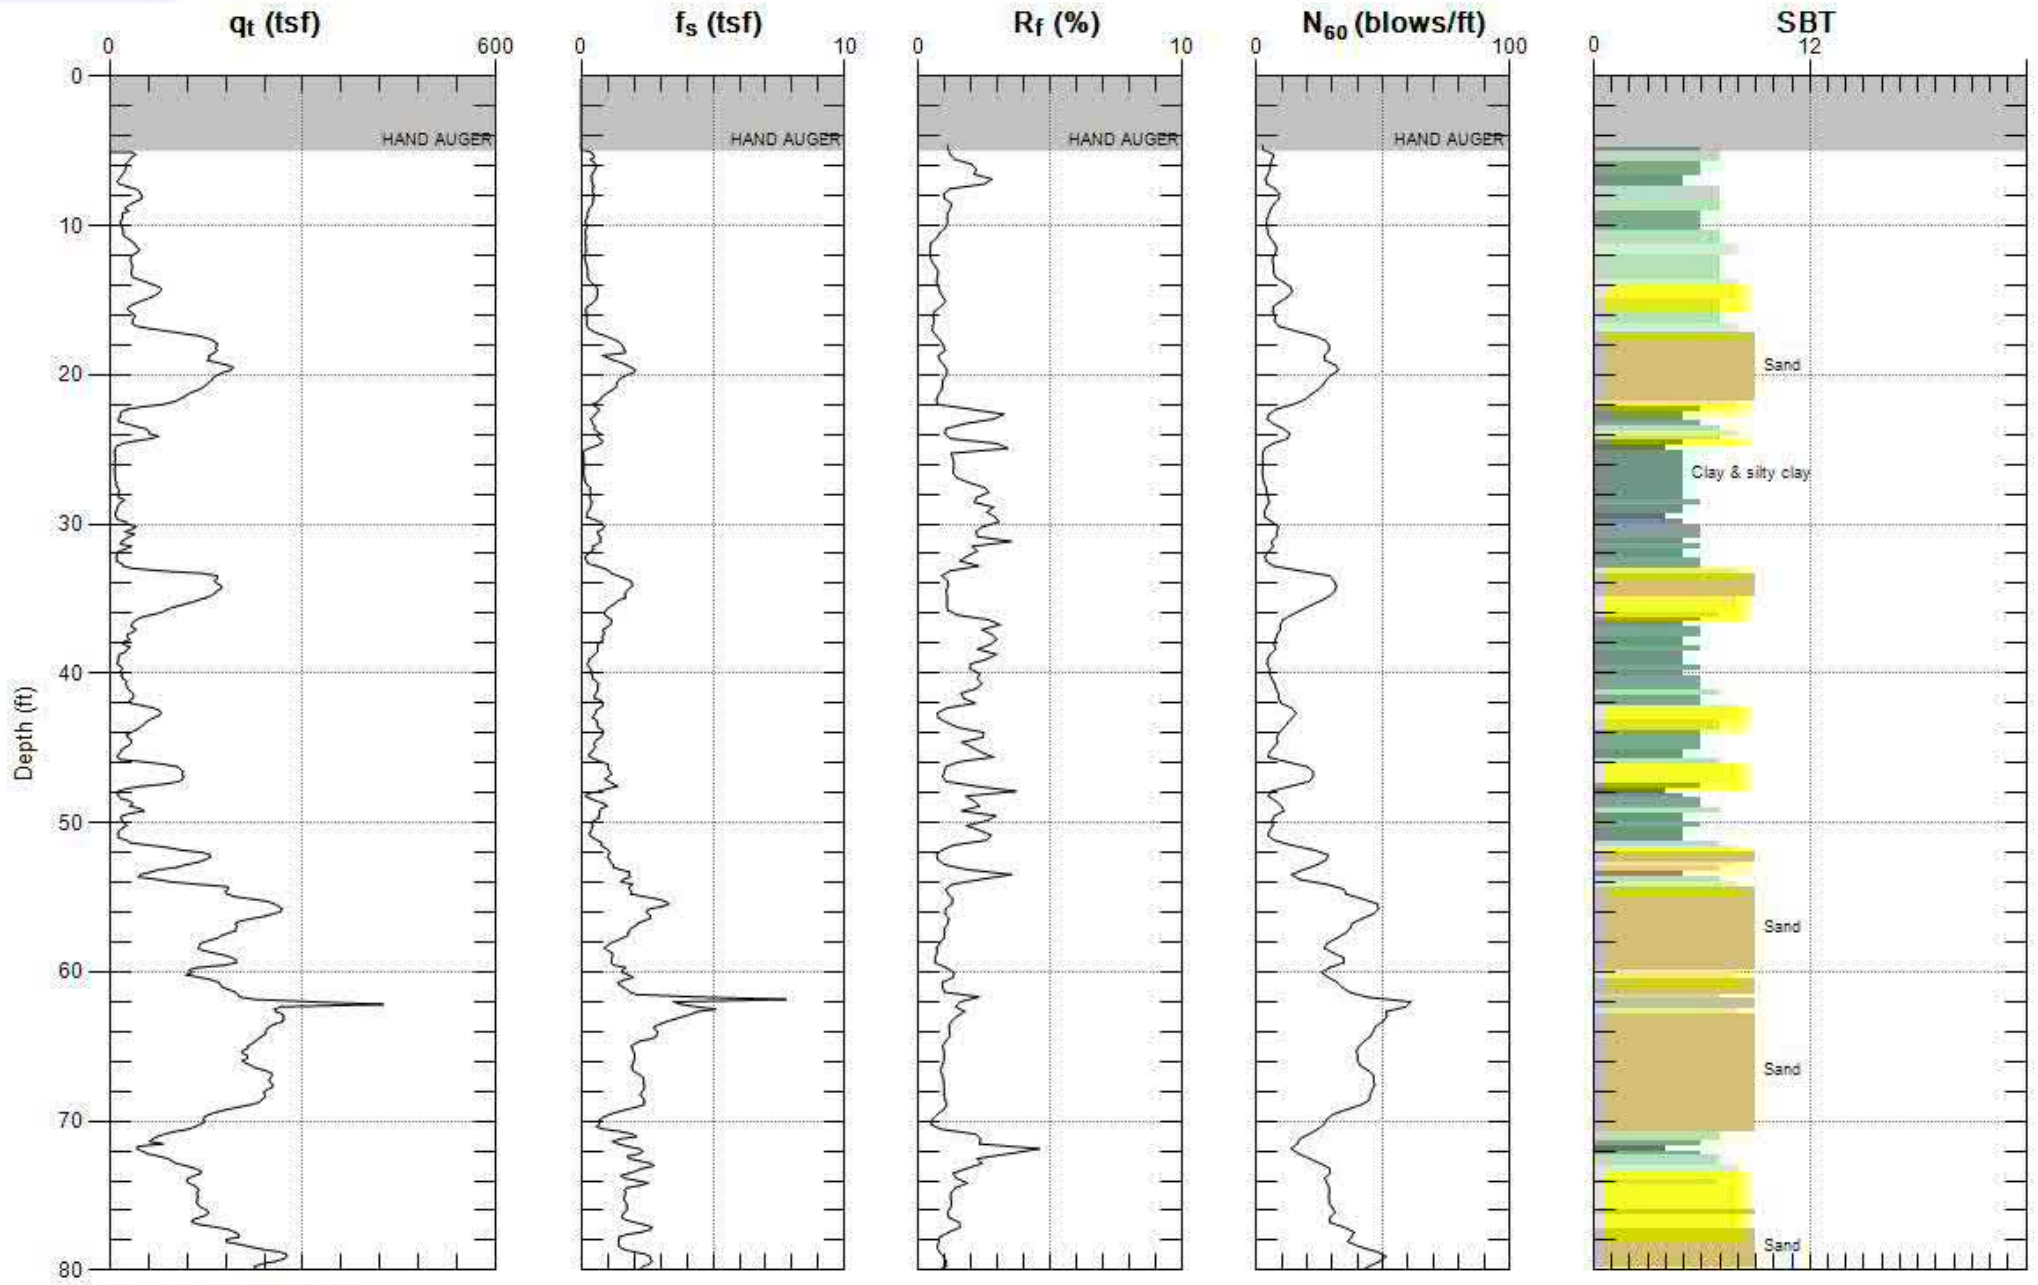 qt (tsf) fs (tsf) Rf (%) N60 (blows/ft) SBT
0 600 0 10 0 10 0 100 0 12
0
HAND AUGER HAND AUGER HAND AUGER HAND AUGER
10
Sand
20
Clay & silty clay
30
40
Depth (ft)
50
Sand
60
Sand
70
Sand
80